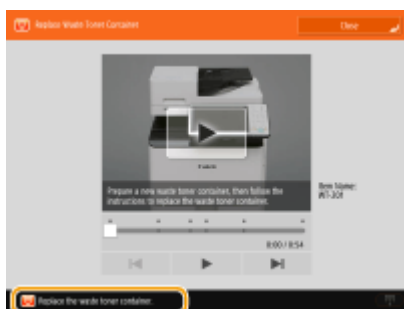 Replace Waste Toner Container
Close
Canon
Prepare a new waste toner container, then follow the
instructions to replace the waste toner container.
Item Name:
WT-201
0:00 / 0:54
Replace the waste toner container.